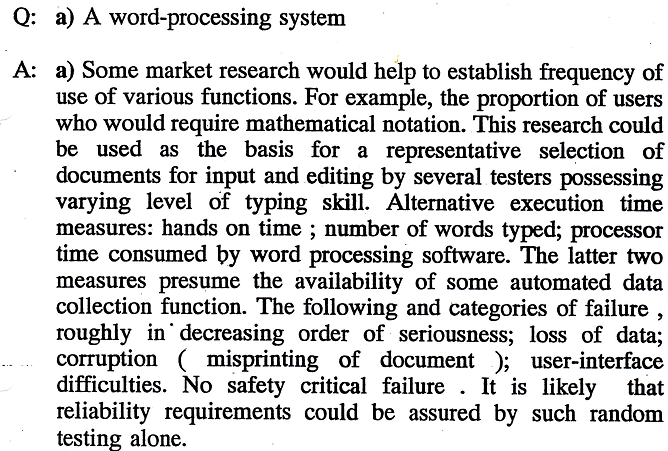 Q: a) A word-processing system
A: a) Some market research would help to establish frequency of
use of various functions. For example, the proportion of users
who would require mathematical notation. This research could
be used as the basis for a representative selection of
documents for input and editing by several testers possessing
varying level of typing skill. Alternative execution time
measures: hands on time ; number of words typed; processor
time consumed by word processing software. The latter two
measures presume the availability of some automated data
collection function. The following and categories of failure ,
roughly in decreasing order of seriousness; loss of data;
corruption ( misprinting of document ); user-interface
difficulties. No safety critical failure . It is likely that
reliability requirements could be assured by such random
testing alone.